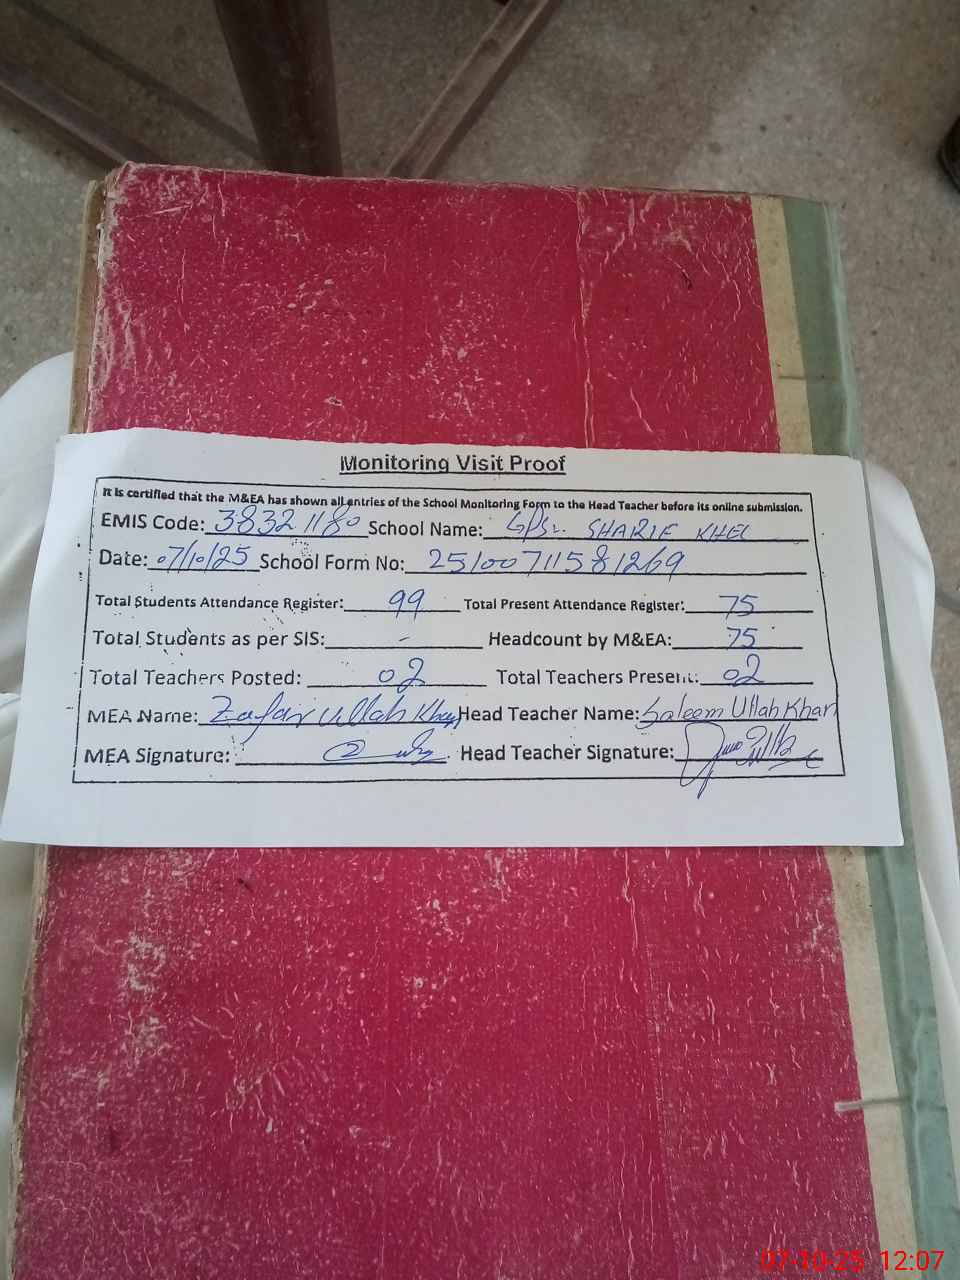 Monitoring Visit Proof
It is certified that the M&EA has shown all entries of the School Monitoring Form to the Head Teacher before its online submission.
EMIS Code: 38321180 School Name: GPS SHARIF KHEL
Date: 07/10/25 School Form No: 25100711581269
Total Students Attendance Register: 99 Total Present Attendance Register: 75
Total Students as per SIS: - Headcount by M&EA: 75
Total Teachers Posted: 02 Total Teachers Present: 02
MEA Name: Zafar Ullah Khan Head Teacher Name: Saleem Ullah Khan
MEA Signature: Head Teacher Signature:
07-10-25 12:07